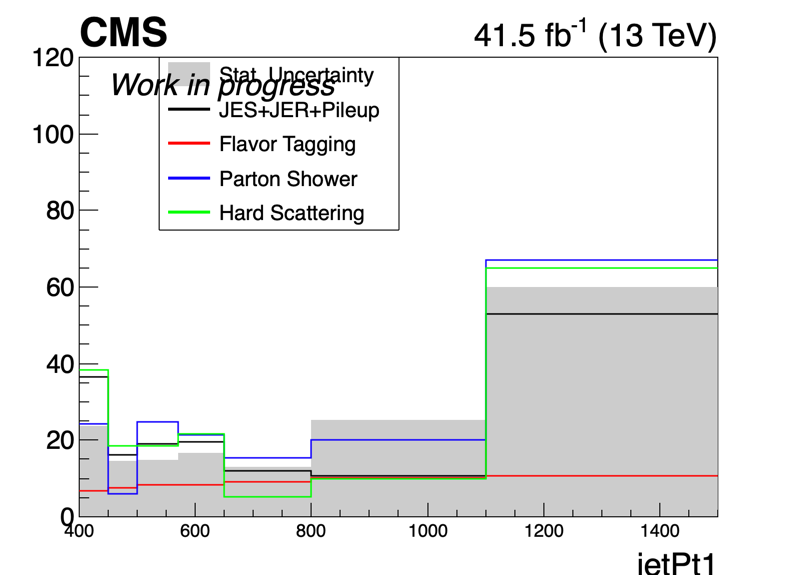 CMS 41.5 fb-1 (13 TeV)
120
Stat. Uncertainty
Work in progress
JES+JER+Pileup
100
Flavor Tagging
Parton Shower
80
Hard Scattering
60
40
20
0
400 600 800 1000 1200 1400
jetPt1